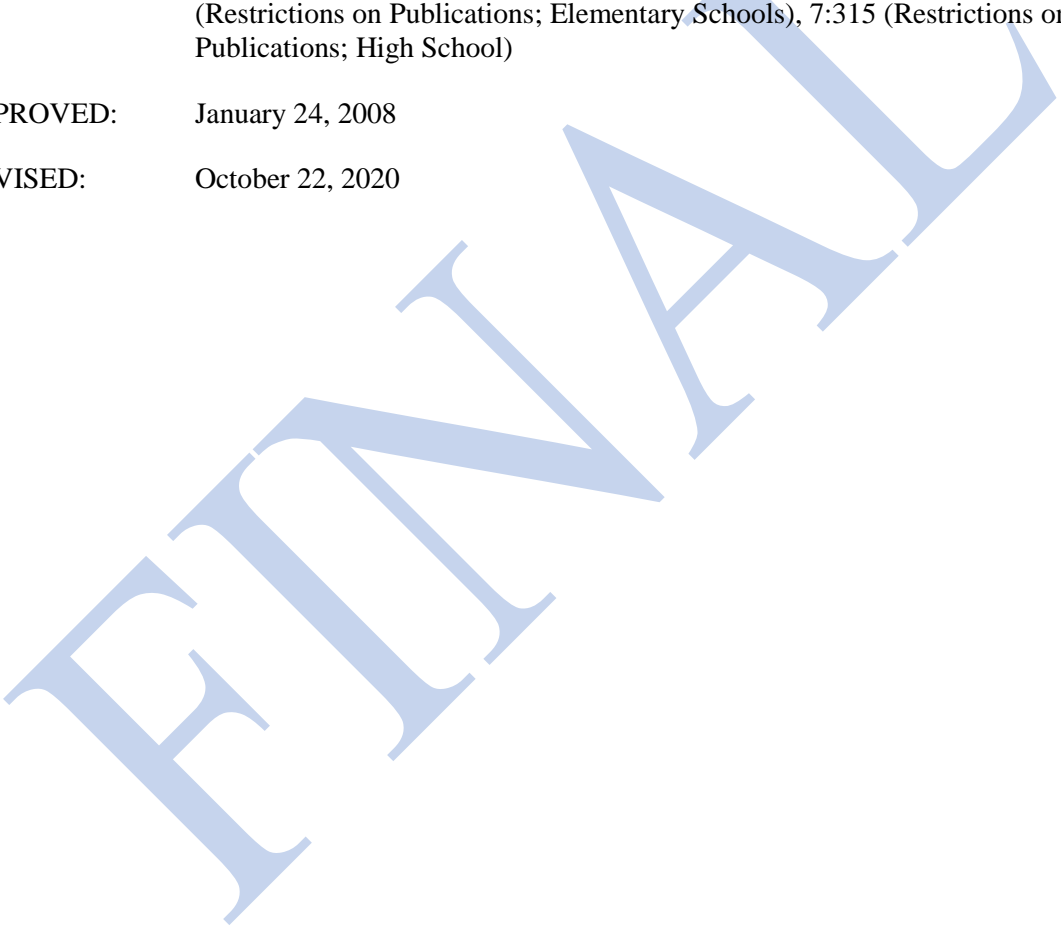 (Restrictions on Publications; Elementary Schools), 7:315 (Restrictions on
Publications; High School)
PROVED: January 24, 2008
VISED: October 22, 2020
FINAL